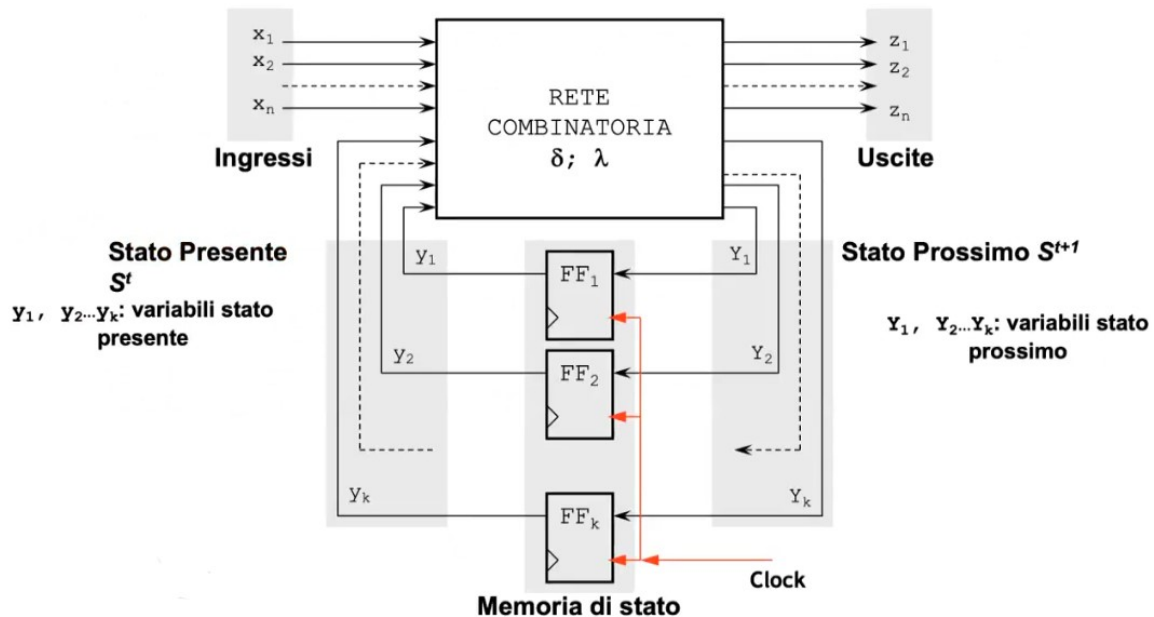 x₁
x₂
xₙ
Ingressi
RETE
COMBINATORIA
δ; λ
z₁
z₂
zₙ
Uscite
Stato Presente
Sᵗ
y₁, y₂…yₖ: variabili stato
presente
y₁
y₂
yₖ
FF₁
FF₂
FFₖ
Y₁
Y₂
Yₖ
Stato Prossimo Sᵗ⁺¹
Y₁, Y₂…Yₖ: variabili stato
prossimo
Clock
Memoria di stato